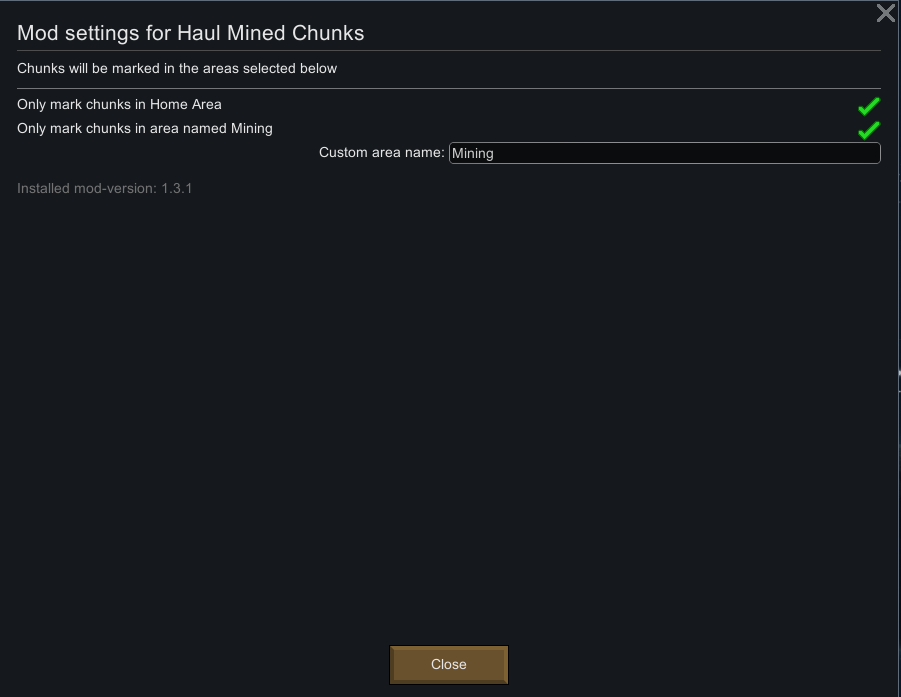 Mod settings for Haul Mined Chunks
Chunks will be marked in the areas selected below
Only mark chunks in Home Area
Only mark chunks in area named Mining
Custom area name: Mining
Installed mod-version: 1.3.1
Close